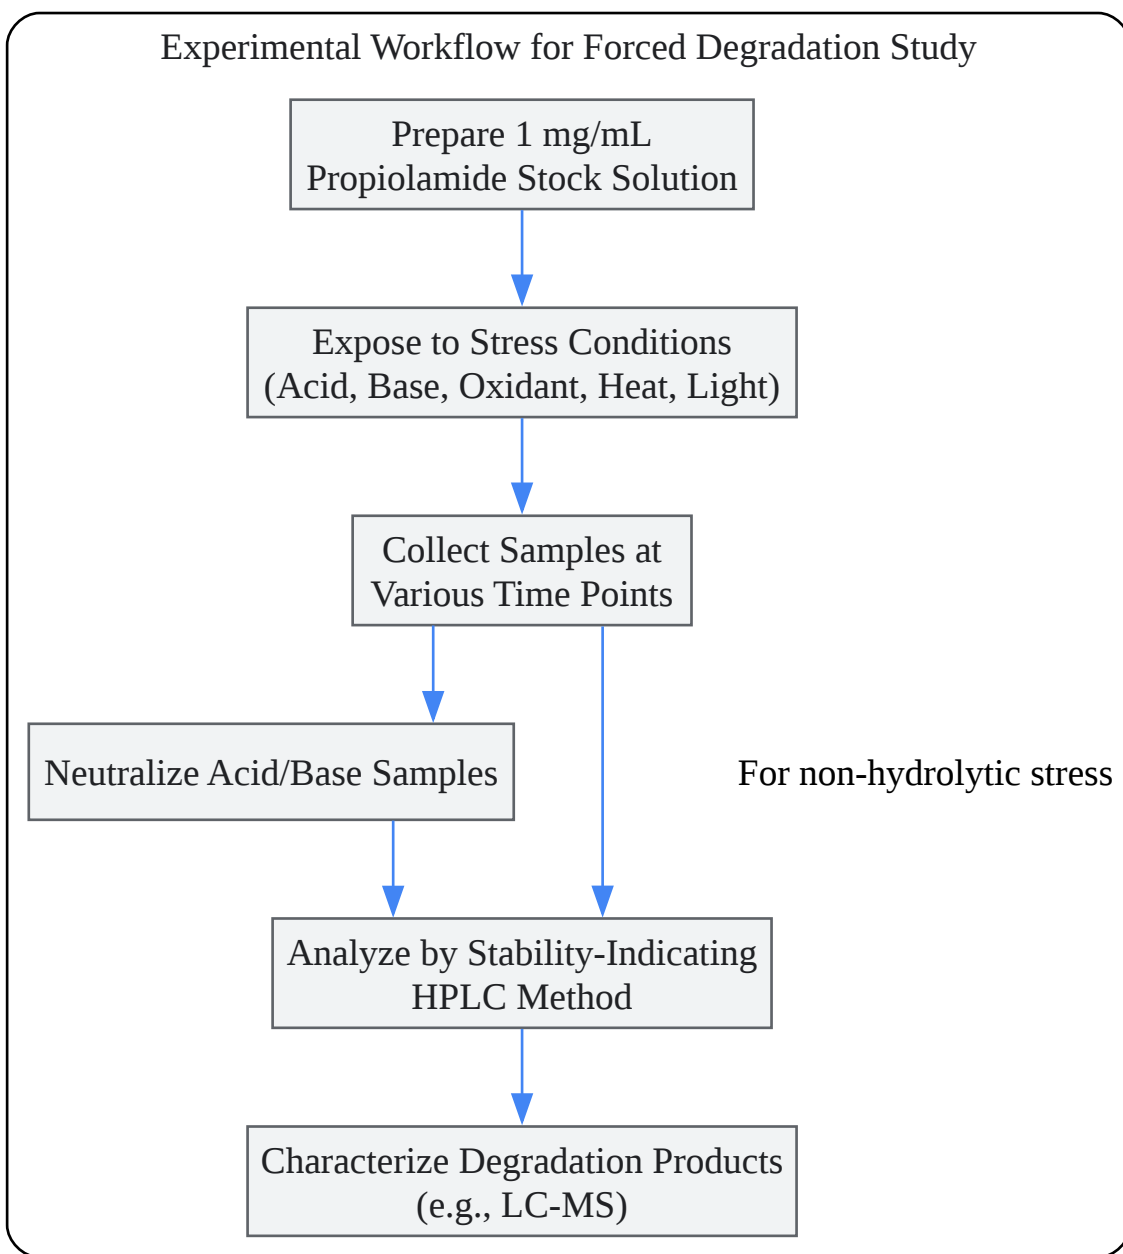 Experimental Workflow for Forced Degradation Study
Prepare 1 mg/mL
Propiolamide Stock Solution
Expose to Stress Conditions
(Acid, Base, Oxidant, Heat, Light)
Collect Samples at
Various Time Points
Neutralize Acid/Base Samples
For non-hydrolytic stress
Analyze by Stability-Indicating
HPLC Method
Characterize Degradation Products
(e.g., LC-MS)